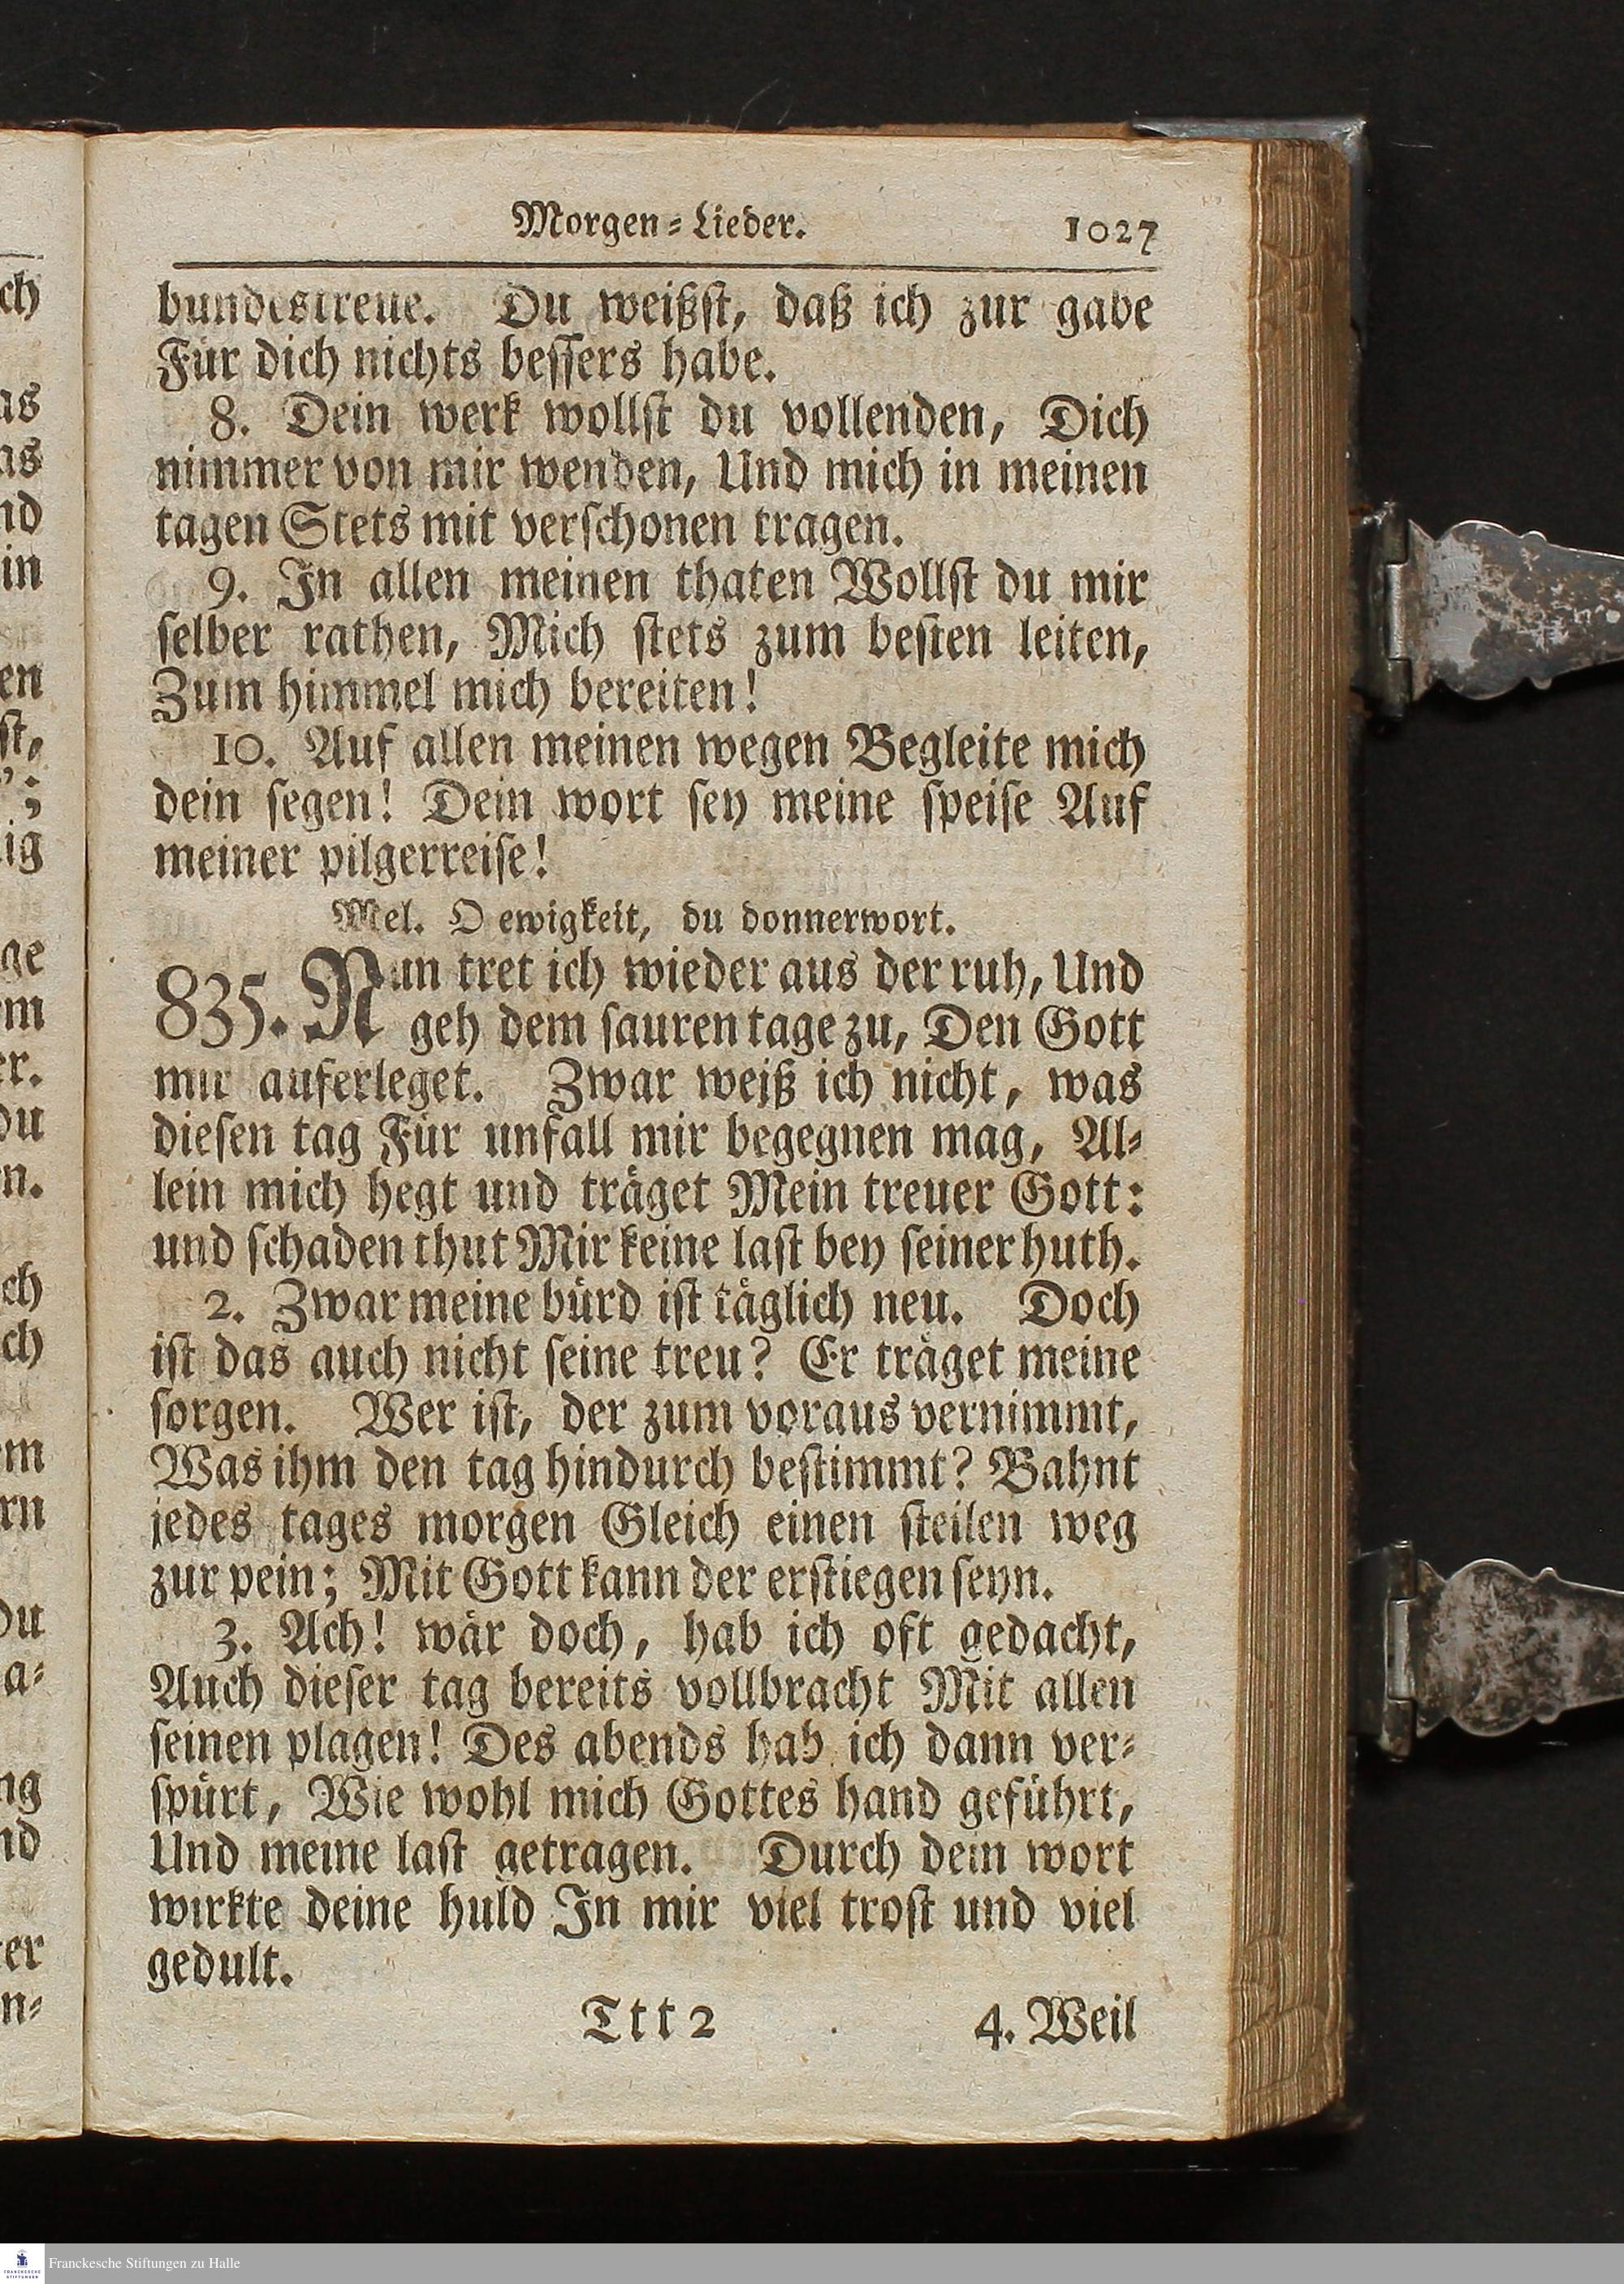 Morgen-Lieder. 1027
bundestreue. Du weißst, daß ich zur gabe
Für dich nichts bessers habe.
8. Dein werk wollst du vollenden, Dich
nimmer von mir wenden, Und mich in meinen
tagen Stets mit verschonen tragen.
9. In allen meinen thaten Wollst du mir
selber rathen, Mich stets zum besten leiten,
Zum himmel mich bereiten!
10. Auf allen meinen wegen Begleite mich
dein segen! Dein wort sey meine speise Auf
meiner pilgerreise!
Mel. O ewigkeit, du donnerwort.
835. Nun tret ich wieder aus der ruh, Und
geh dem sauren tage zu, Den Gott
mir auferleget. Zwar weiß ich nicht, was
diesen tag Für unfall mir begegnen mag, Al-
lein mich hegt und träget Mein treuer Gott:
und schaden thut Mir keine last bey seiner huth.
2. Zwar meine bürd ist täglich neu. Doch
ist das auch nicht seine treu? Er träget meine
sorgen. Wer ist, der zum voraus vernimmt,
Was ihm den tag hindurch bestimmt? Bahnt
jedes tages morgen Gleich einen steilen weg
zur pein; Mit Gott kann der erstiegen seyn.
3. Ach! wär doch, hab ich oft gedacht,
Auch dieser tag bereits vollbracht Mit allen
seinen plagen! Des abends hab ich dann ver-
spürt, Wie wohl mich Gottes hand geführt,
Und meine last getragen. Durch dein wort
wirkte deine huld In mir viel trost und viel
gedult.
Ttt 2 4. Weil
Franckesche Stiftungen zu Halle